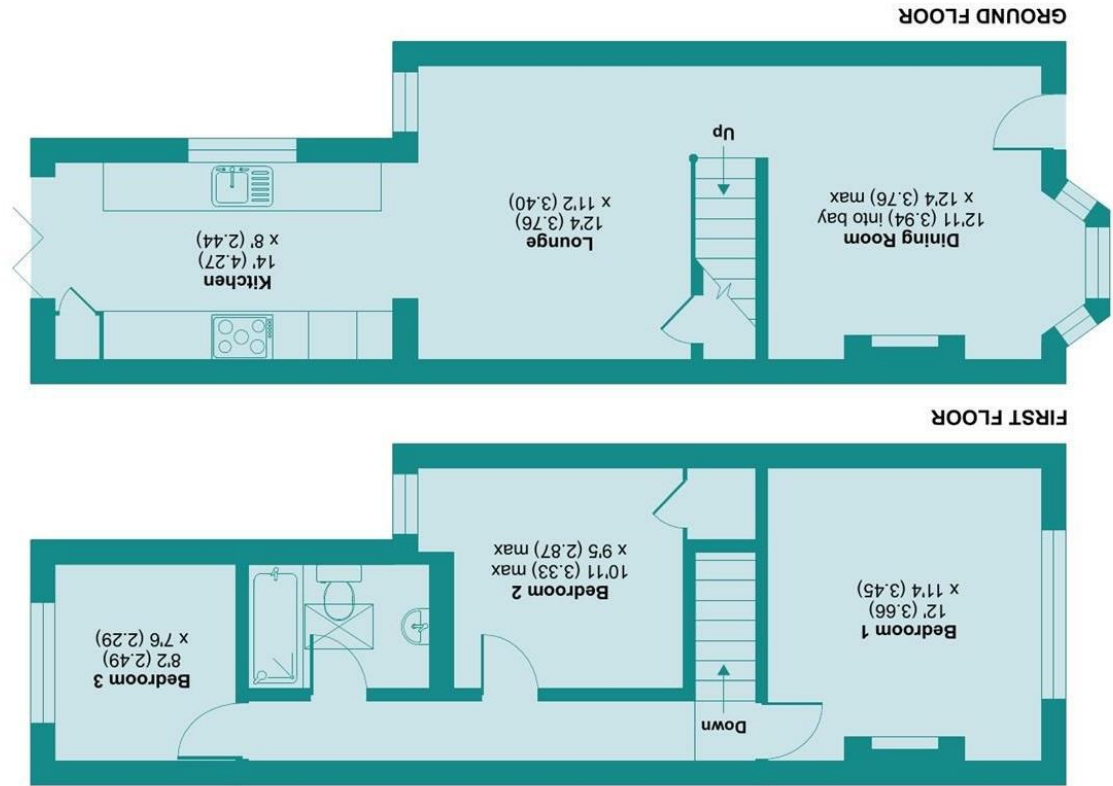 Down
Bedroom 1
12' (3.66)
x 11'4 (3.45)
Bedroom 2
10'11 (3.33) max
x 9'5 (2.87) max
Bedroom 3
8'2 (2.49)
x 7'6 (2.29)
FIRST FLOOR
Dining Room
12'11 (3.94) into bay
x 12'4 (3.76) max
Up
Lounge
12'4 (3.76)
x 11'2 (3.40)
Kitchen
14' (4.27)
x 8' (2.44)
GROUND FLOOR